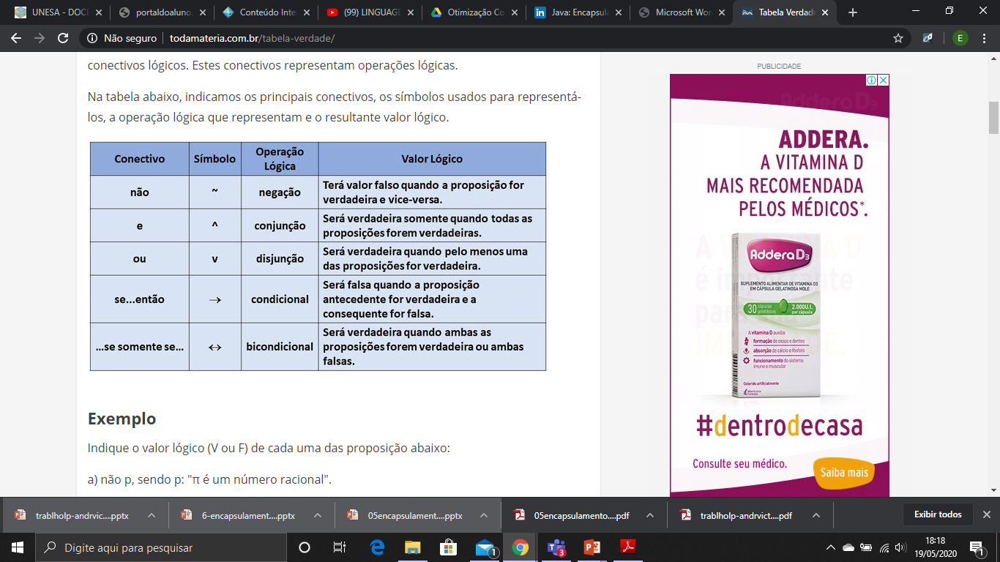 UNESA - DOCE
portaldoaluno.
Conteúdo Inte
(99) LINGUAGE
Otimização Co
Java: Encapsula
Microsoft Wor
Tabela Verdade
Não seguro | todamateria.com.br/tabela-verdade/
E
conectivos lógicos. Estes conectivos representam operações lógicas.
Na tabela abaixo, indicamos os principais conectivos, os símbolos usados para representá-
los, a operação lógica que representam e o resultante valor lógico.
Conectivo Símbolo Operação Lógica Valor Lógico
não ~ negação Terá valor falso quando a proposição for
verdadeira e vice-versa.
e ^ conjunção Será verdadeira somente quando todas as
proposições forem verdadeiras.
ou v disjunção Será verdadeira quando pelo menos uma
das proposições for verdadeira.
se...então → condicional Será falsa quando a proposição
antecedente for verdadeira e a
consequente for falsa.
...se somente se... ↔ bicondicional Será verdadeira quando ambas as
proposições forem verdadeira ou ambas
falsas.
Exemplo
Indique o valor lógico (V ou F) de cada uma das proposição abaixo:
a) não p, sendo p: "π é um número racional".
PUBLICIDADE
ADDERA.
A VITAMINA D
MAIS RECOMENDADA
PELOS MÉDICOS*.
AdderaD3
SUPLEMENTO ALIMENTAR DE VITAMINA D3
EM CÁPSULA GELATINOSA MOLE
30 cápsulas gelatinosas 2.000U.I. por cápsula
A vitamina D auxilia:
formação de ossos e dentes
absorção de cálcio e fósforo
funcionamento do sistema
imune e muscular
Colorido artificialmente
#dentrodecasa
Consulte seu médico.
Saiba mais
trablholp-andrvic....pptx
6-encapsulament....pptx
05encapsulament....pptx
05encapsulamento....pdf
trablholp-andrvict....pdf
Exibir todos
Digite aqui para pesquisar
1
3
18:18
19/05/2020
1